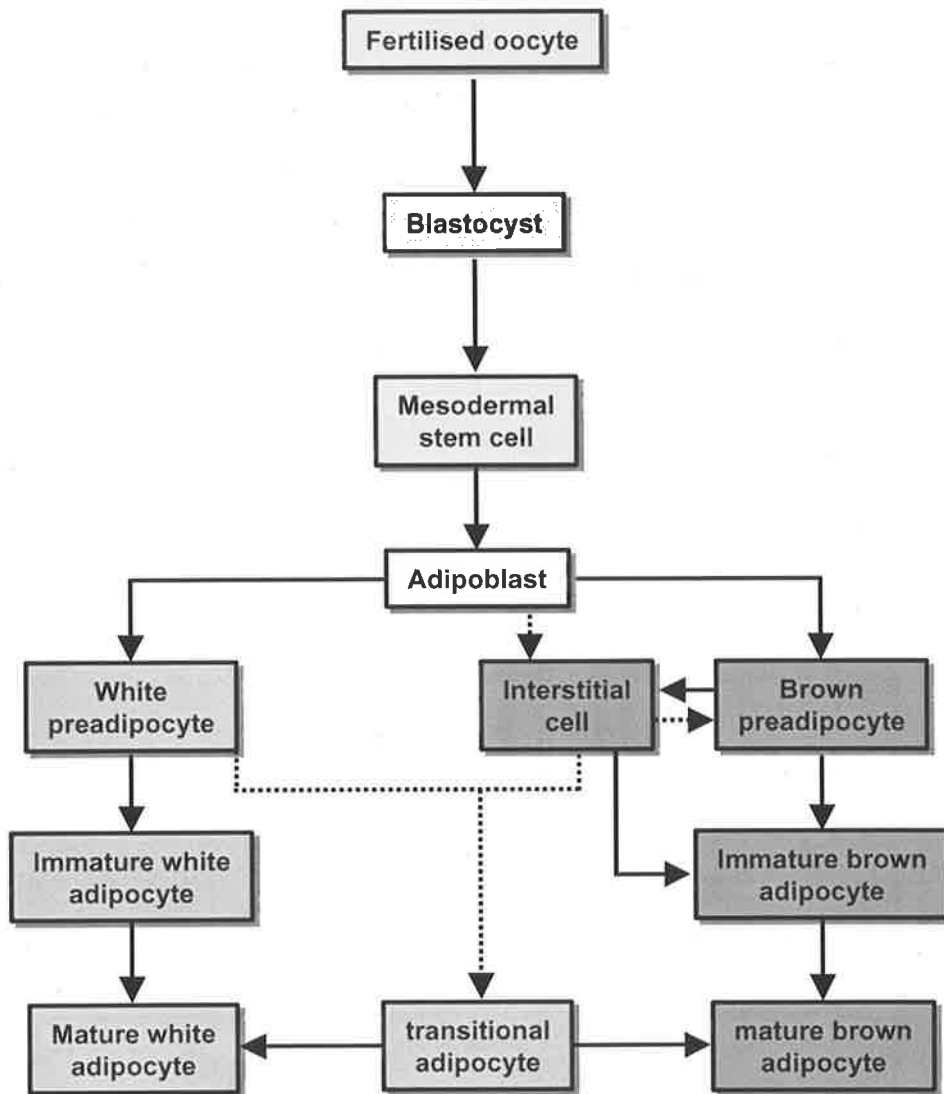 Fertilised oocyte
Blastocyst
Mesodermal
stem cell
Adipoblast
White
preadipocyte
Interstitial
cell
Brown
preadipocyte
Immature white
adipocyte
Immature brown
adipocyte
Mature white
adipocyte
transitional
adipocyte
mature brown
adipocyte